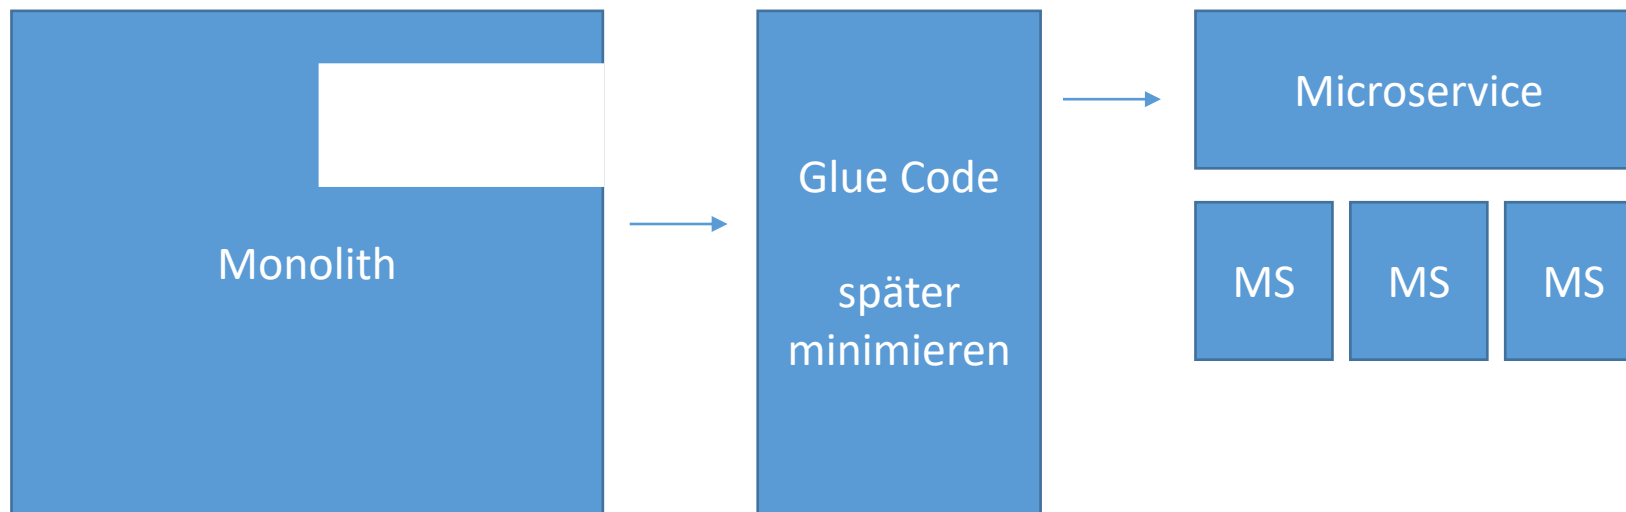 Monolith
Glue Code
später
minimieren
Microservice
MS
MS
MS